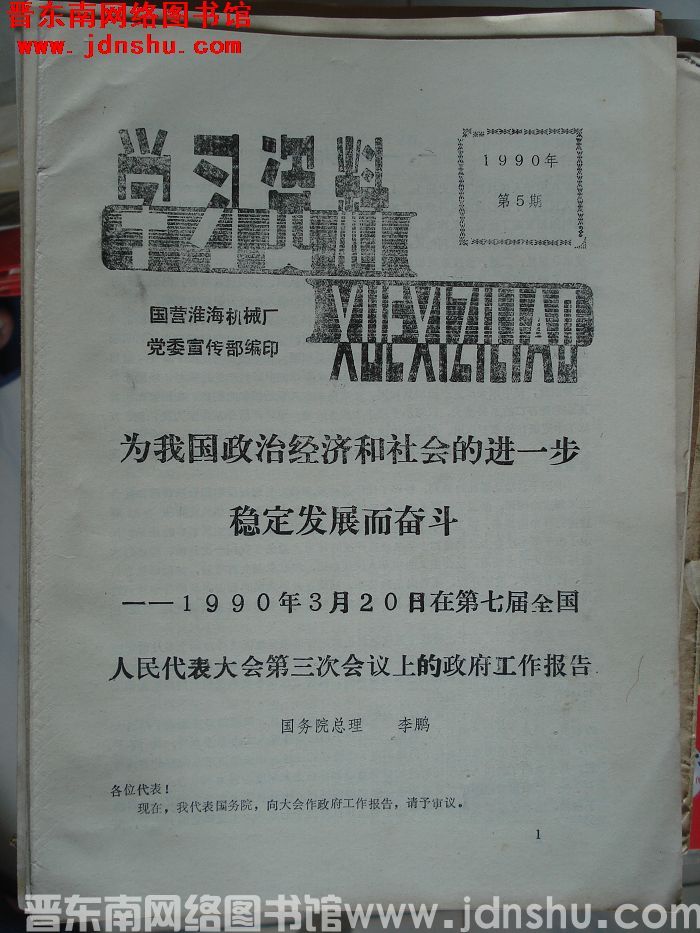 晋东南网络图书馆
www.jdnshu.com
学习资料
1990年
第5期
国营淮海机械厂
党委宣传部编印
XUEXIZILIAO
为我国政治经济和社会的进一步
稳定发展而奋斗
——1990年3月20日在第七届全国
人民代表大会第三次会议上的政府工作报告
国务院总理 李鹏
各位代表！
现在，我代表国务院，向大会作政府工作报告，请予审议。
1
晋东南网络图书馆 www.jdnshu.com